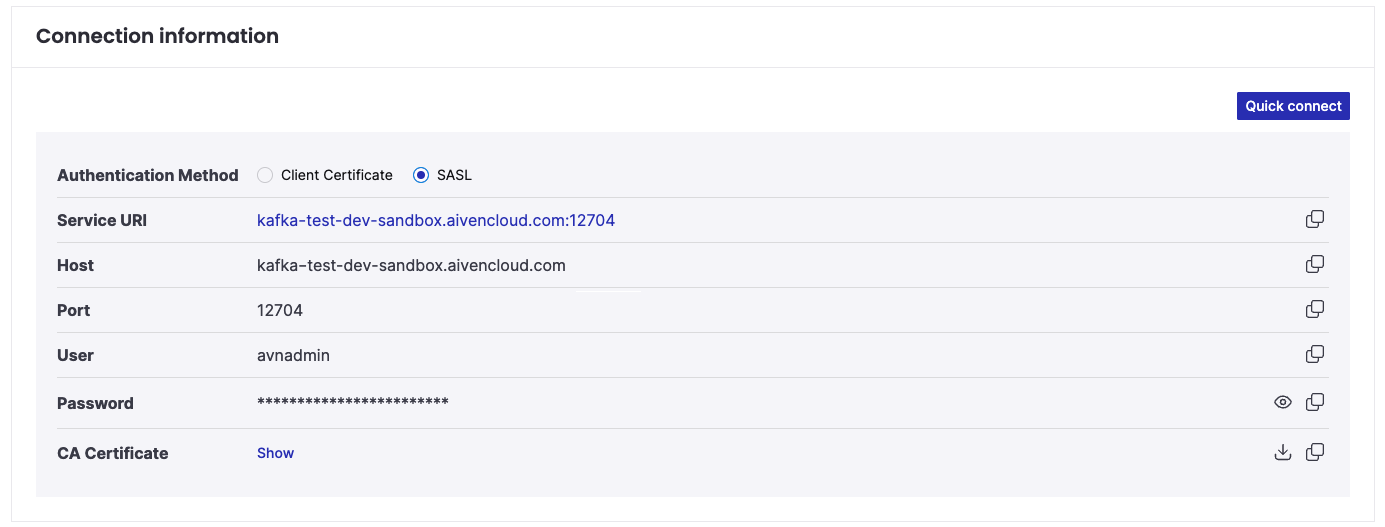 Connection information
Quick connect
Authentication Method Client Certificate SASL
Service URI kafka-test-dev-sandbox.aivencloud.com:12704
Host kafka-test-dev-sandbox.aivencloud.com
Port 12704
User avnadmin
Password ************************
CA Certificate Show